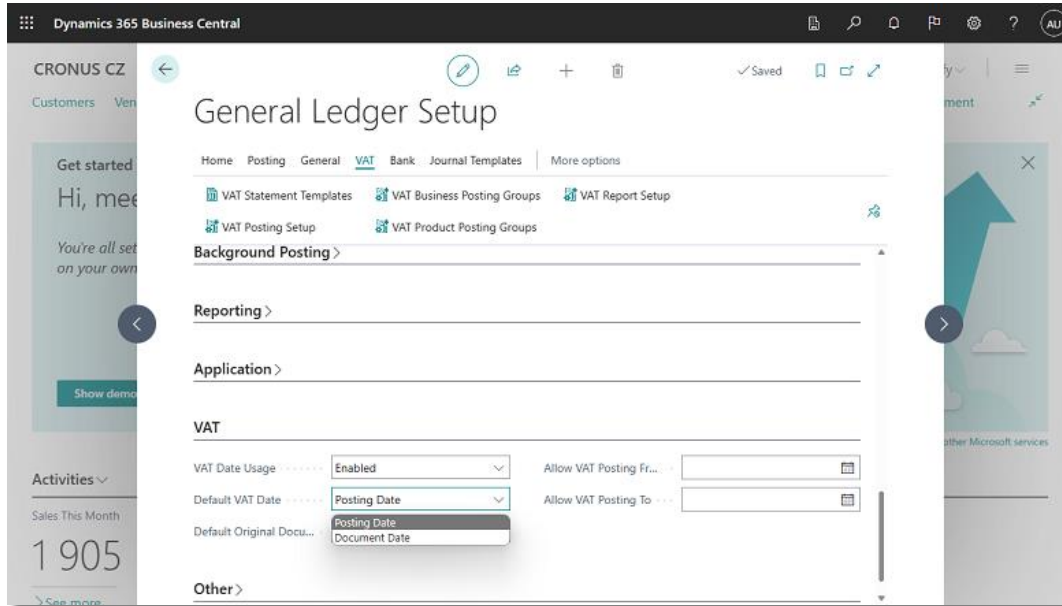 Dynamics 365 Business Central
AU
CRONUS CZ
Saved
Customers
General Ledger Setup
Home Posting General VAT Bank Journal Templates More options
VAT Statement Templates VAT Business Posting Groups VAT Report Setup
VAT Posting Setup VAT Product Posting Groups
Get started
Hi,
You're all set
on your own
Show
Background Posting
Reporting
Application
VAT
VAT Date Usage Enabled Allow VAT Posting Fr...
Default VAT Date Posting Date Allow VAT Posting To
Posting Date
Default Original Docu...
Document Date
other Microsoft services
Activities
Sales This Month
1 905
See more
Other